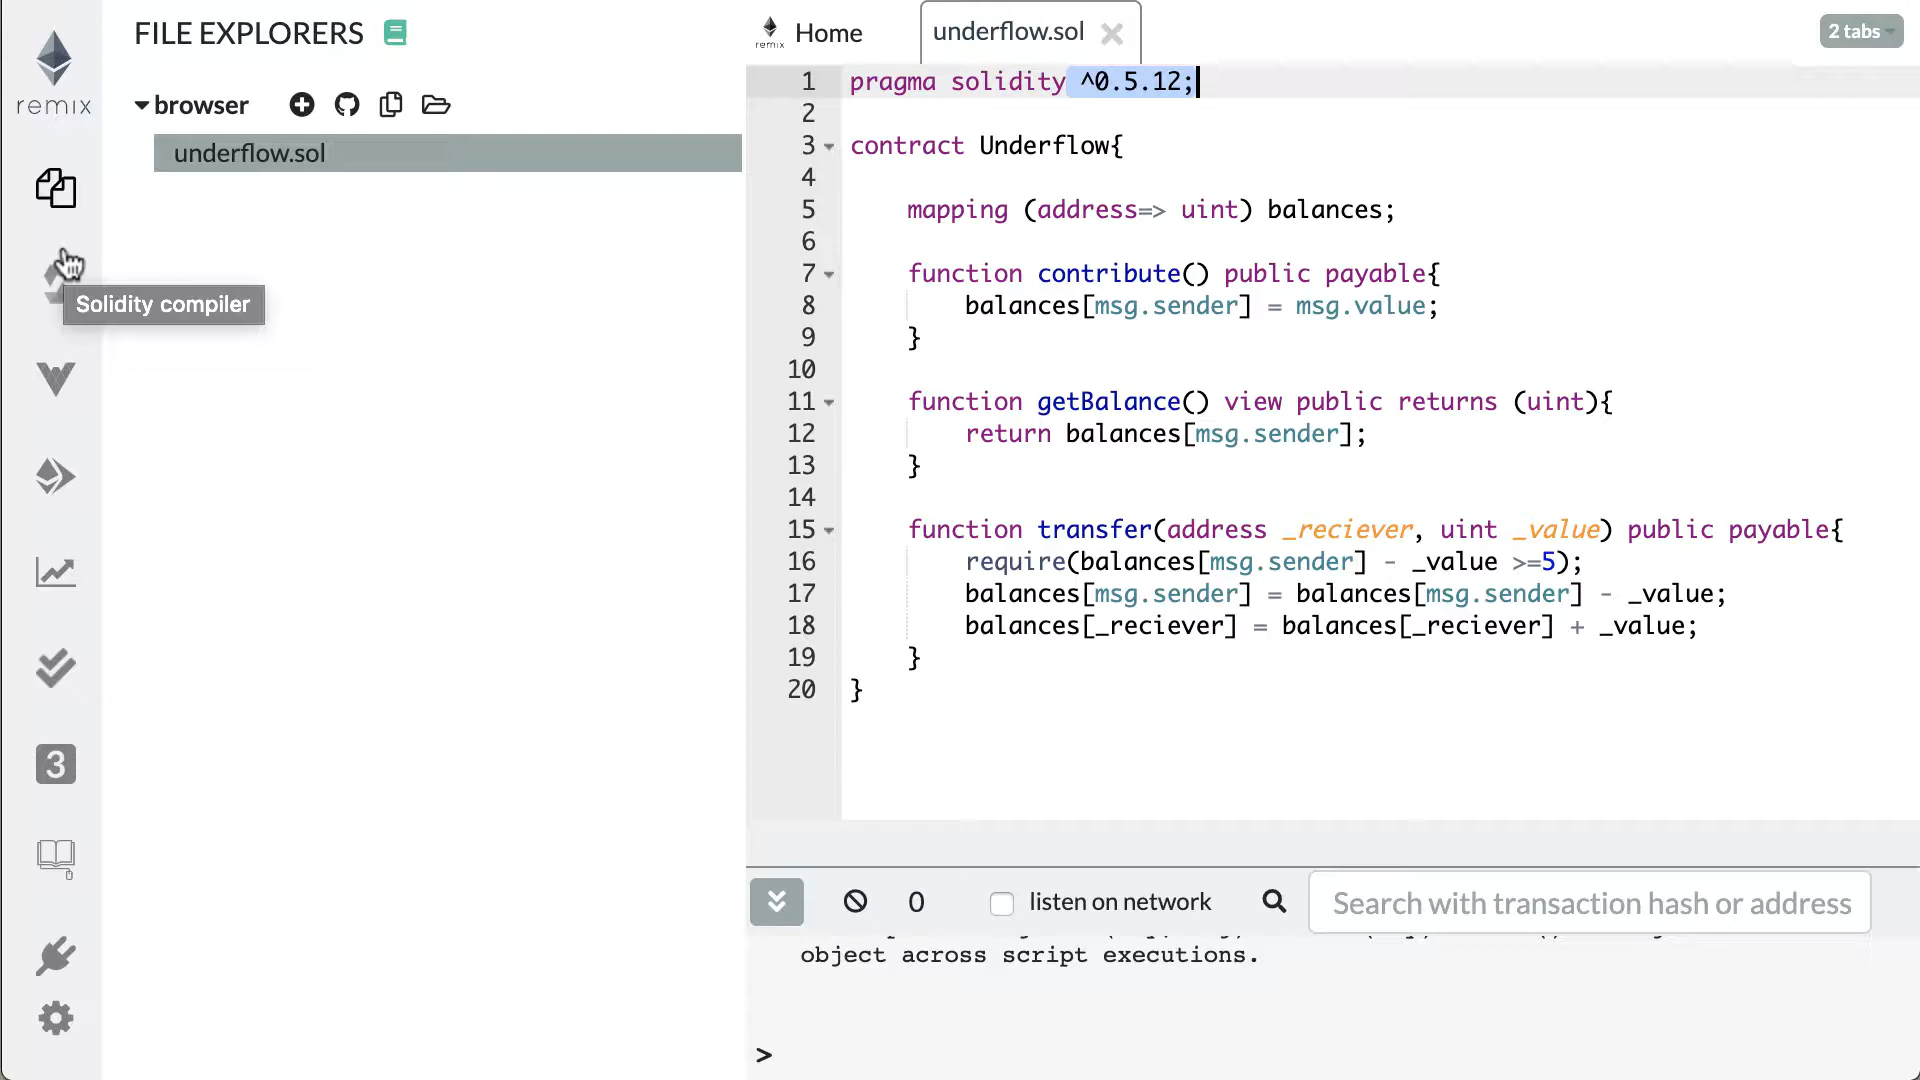 FILE EXPLORERS
remix
browser
underflow.sol
Solidity compiler
3
remix
Home
underflow.sol
2 tabs
1 pragma solidity ^0.5.12;
2
3 contract Underflow{
4
5 mapping (address=> uint) balances;
6
7 function contribute() public payable{
8 balances[msg.sender] = msg.value;
9 }
10
11 function getBalance() view public returns (uint){
12 return balances[msg.sender];
13 }
14
15 function transfer(address _reciever, uint _value) public payable{
16 require(balances[msg.sender] - _value >=5);
17 balances[msg.sender] = balances[msg.sender] - _value;
18 balances[_reciever] = balances[_reciever] + _value;
19 }
20 }
0
listen on network
Search with transaction hash or address
object across script executions.
>